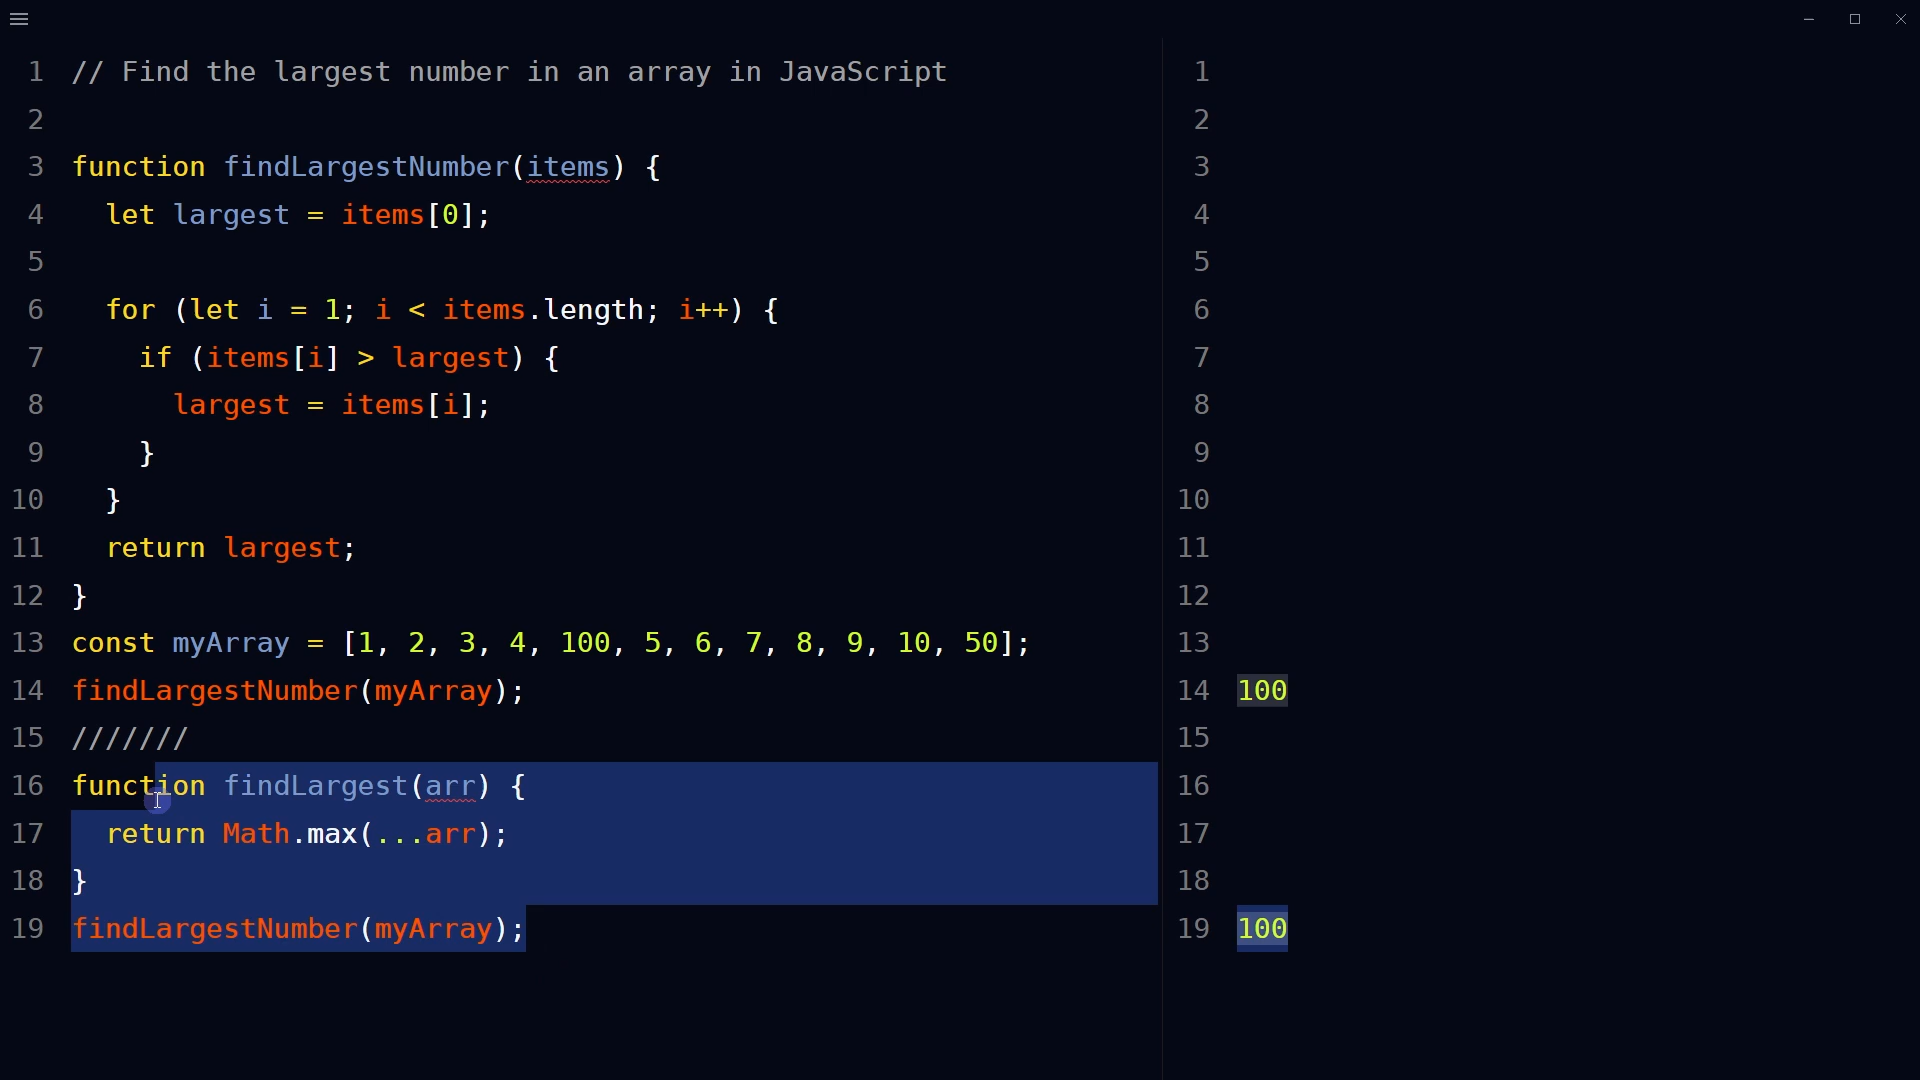 1 // Find the largest number in an array in JavaScript
2
3 function findLargestNumber(items) {
4   let largest = items[0];
5
6   for (let i = 1; i < items.length; i++) {
7     if (items[i] > largest) {
8       largest = items[i];
9     }
10   }
11   return largest;
12 }
13 const myArray = [1, 2, 3, 4, 100, 5, 6, 7, 8, 9, 10, 50];
14 findLargestNumber(myArray);
15 ///////
16 function findLargest(arr) {
17   return Math.max(...arr);
18 }
19 findLargestNumber(myArray);
1
2
3
4
5
6
7
8
9
10
11
12
13
14 100
15
16
17
18
19 100